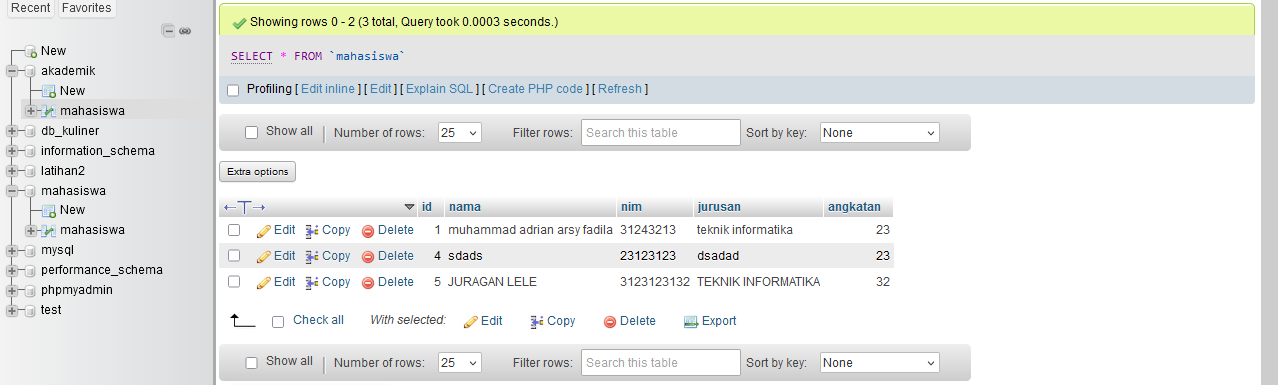 Recent Favorites
New
akademik
New
mahasiswa
db_kuliner
information_schema
latihan2
mahasiswa
New
mahasiswa
mysql
performance_schema
phpmyadmin
test
Showing rows 0 - 2 (3 total, Query took 0.0003 seconds.)
SELECT * FROM `mahasiswa`
Profiling [ Edit inline ] [ Edit ] [ Explain SQL ] [ Create PHP code ] [ Refresh ]
Show all Number of rows: 25 Filter rows: Search this table Sort by key: None
Extra options
←T→ id nama nim jurusan angkatan
Edit Copy Delete 1 muhammad adrian arsy fadila 31243213 teknik informatika 23
Edit Copy Delete 4 sdads 23123123 dsadad 23
Edit Copy Delete 5 JURAGAN LELE 3123123132 TEKNIK INFORMATIKA 32
Check all With selected: Edit Copy Delete Export
Show all Number of rows: 25 Filter rows: Search this table Sort by key: None